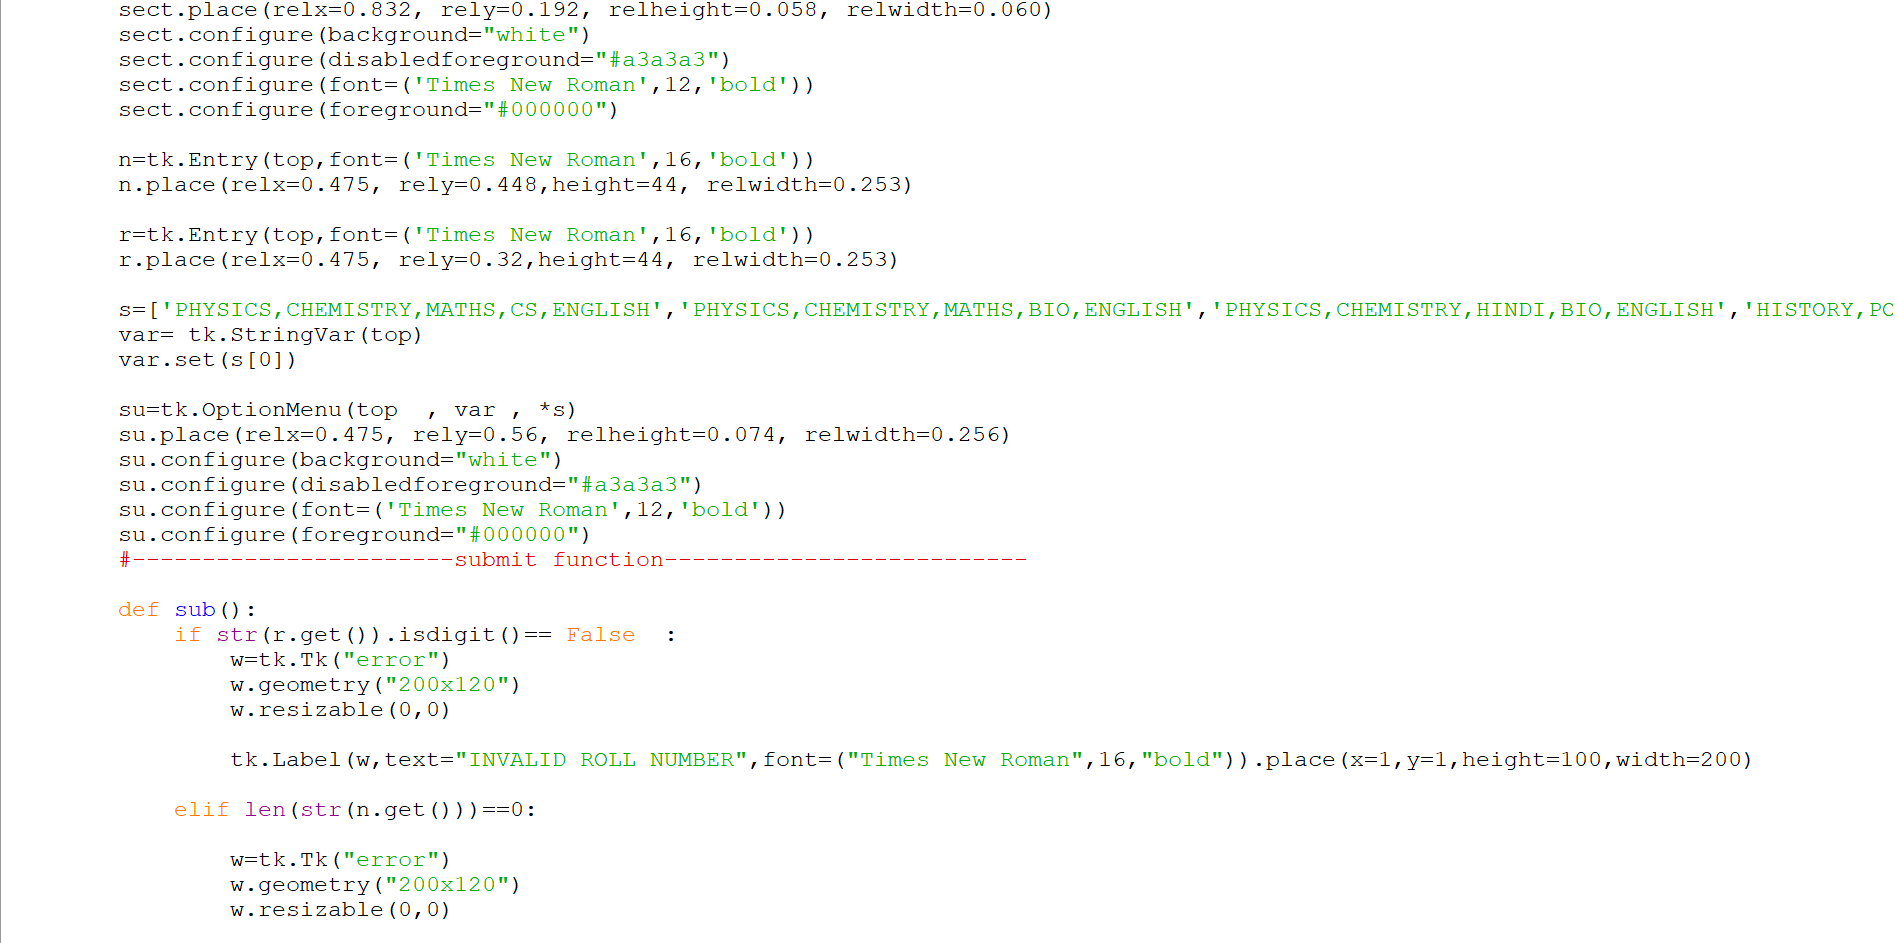 sect.place(relx=0.832, rely=0.192, relheight=0.058, relwidth=0.060)
sect.configure(background="white")
sect.configure(disabledforeground="#a3a3a3")
sect.configure(font=('Times New Roman',12,'bold'))
sect.configure(foreground="#000000")
n=tk.Entry(top,font=('Times New Roman',16,'bold'))
n.place(relx=0.475, rely=0.448,height=44, relwidth=0.253)
r=tk.Entry(top,font=('Times New Roman',16,'bold'))
r.place(relx=0.475, rely=0.32,height=44, relwidth=0.253)
s=['PHYSICS,CHEMISTRY,MATHS,CS,ENGLISH','PHYSICS,CHEMISTRY,MATHS,BIO,ENGLISH','PHYSICS,CHEMISTRY,HINDI,BIO,ENGLISH','HISTORY,PO
var= tk.StringVar(top)
var.set(s[0])
su=tk.OptionMenu(top  , var , *s)
su.place(relx=0.475, rely=0.56, relheight=0.074, relwidth=0.256)
su.configure(background="white")
su.configure(disabledforeground="#a3a3a3")
su.configure(font=('Times New Roman',12,'bold'))
su.configure(foreground="#000000")
#-----------------------submit function--------------------------
def sub():
    if str(r.get()).isdigit()== False  :
        w=tk.Tk("error")
        w.geometry("200x120")
        w.resizable(0,0)
        tk.Label(w,text="INVALID ROLL NUMBER",font=("Times New Roman",16,"bold")).place(x=1,y=1,height=100,width=200)
    elif len(str(n.get()))==0:
        w=tk.Tk("error")
        w.geometry("200x120")
        w.resizable(0,0)